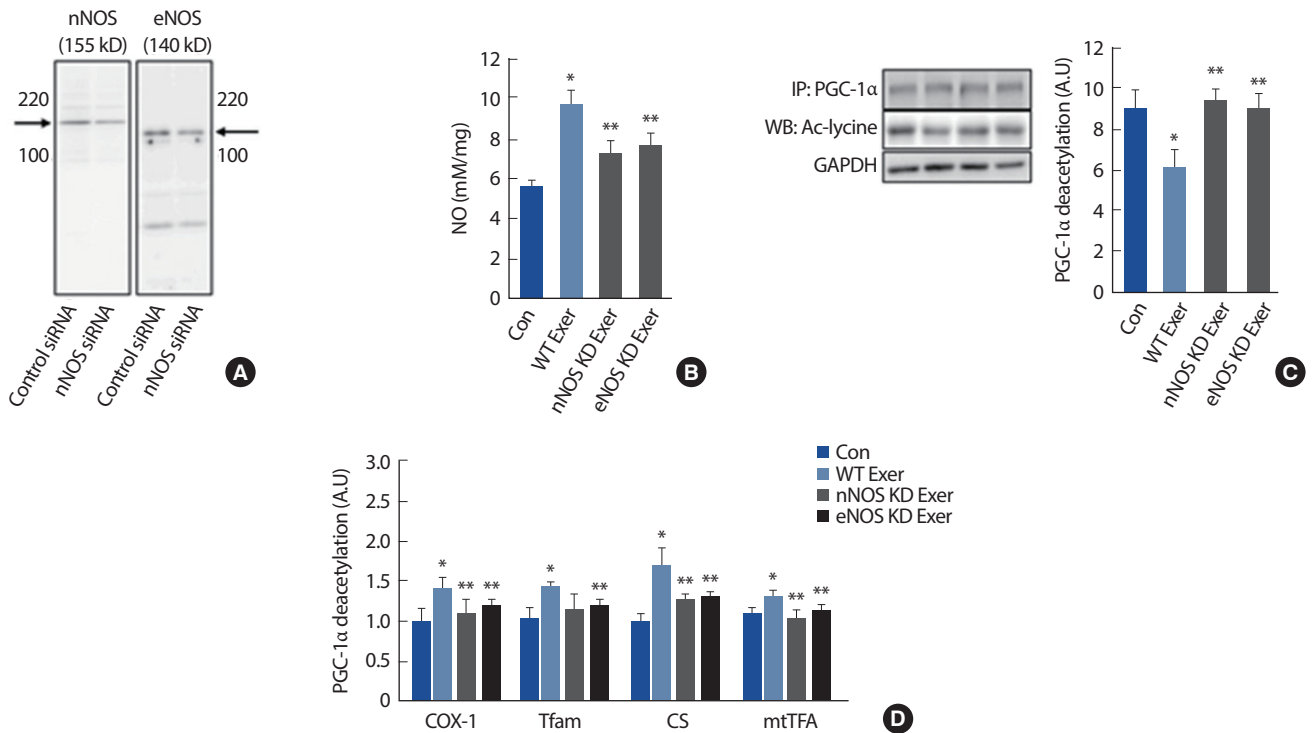 nNOS
(155 kD)
eNOS
(140 kD)
220
100
220
100
Control siRNA
nNOS siRNA
Control siRNA
nNOS siRNA
A
NO (mM/mg)
12
10
8
6
4
2
0
*
**
**
Con
WT Exer
nNOS KD Exer
eNOS KD Exer
B
IP: PGC-1α
WB: Ac-lycine
GAPDH
PGC-1α deacetylation (A.U)
12
10
8
6
4
2
0
*
**
**
Con
WT Exer
nNOS KD Exer
eNOS KD Exer
C
PGC-1α deacetylation (A.U)
3.0
2.5
2.0
1.5
1.0
0.5
0
* ** **
* **
* ** **
* ** **
COX-1
Tfam
CS
mtTFA
Con
WT Exer
nNOS KD Exer
eNOS KD Exer
D